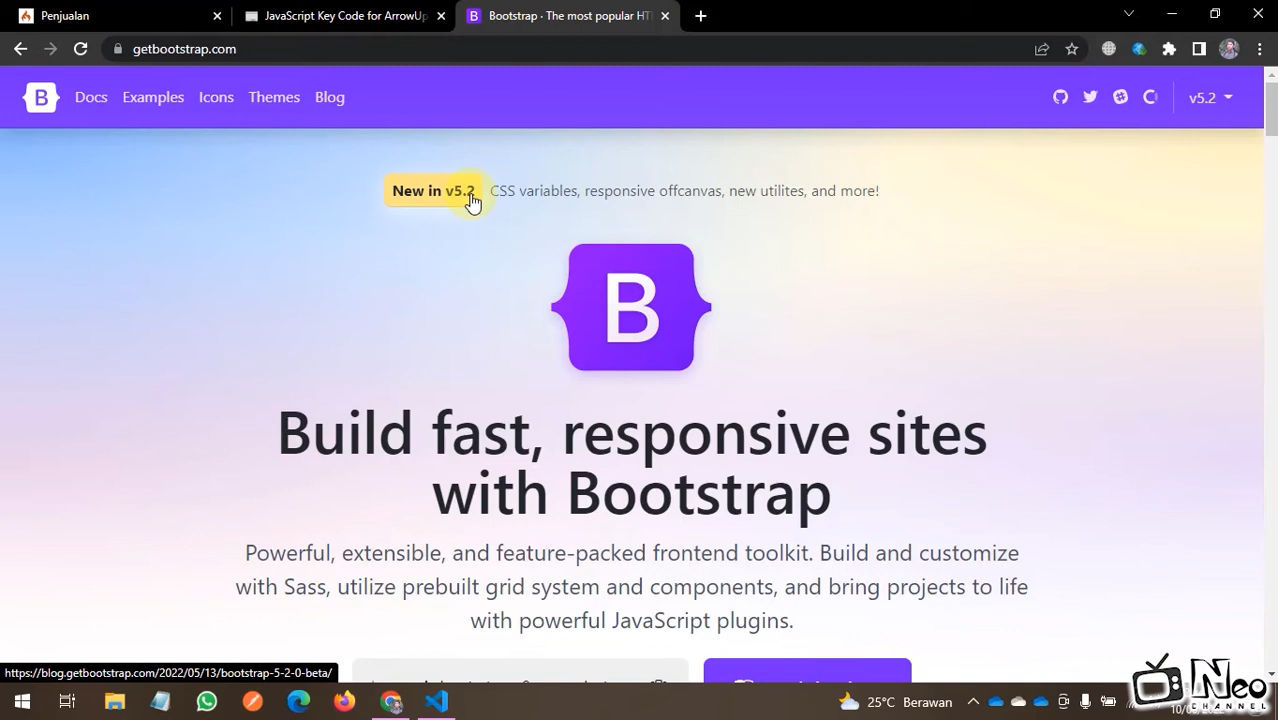 Penjualan
JavaScript Key Code for ArrowUp
Bootstrap · The most popular HT
getbootstrap.com
B Docs Examples Icons Themes Blog
v5.2
New in v5.2 CSS variables, responsive offcanvas, new utilites, and more!
B
Build fast, responsive sites
with Bootstrap
Powerful, extensible, and feature-packed frontend toolkit. Build and customize
with Sass, utilize prebuilt grid system and components, and bring projects to life
with powerful JavaScript plugins.
https://blog.getbootstrap.com/2022/05/13/bootstrap-5-2-0-beta/
25°C Berawan
Neo
CHANNEL